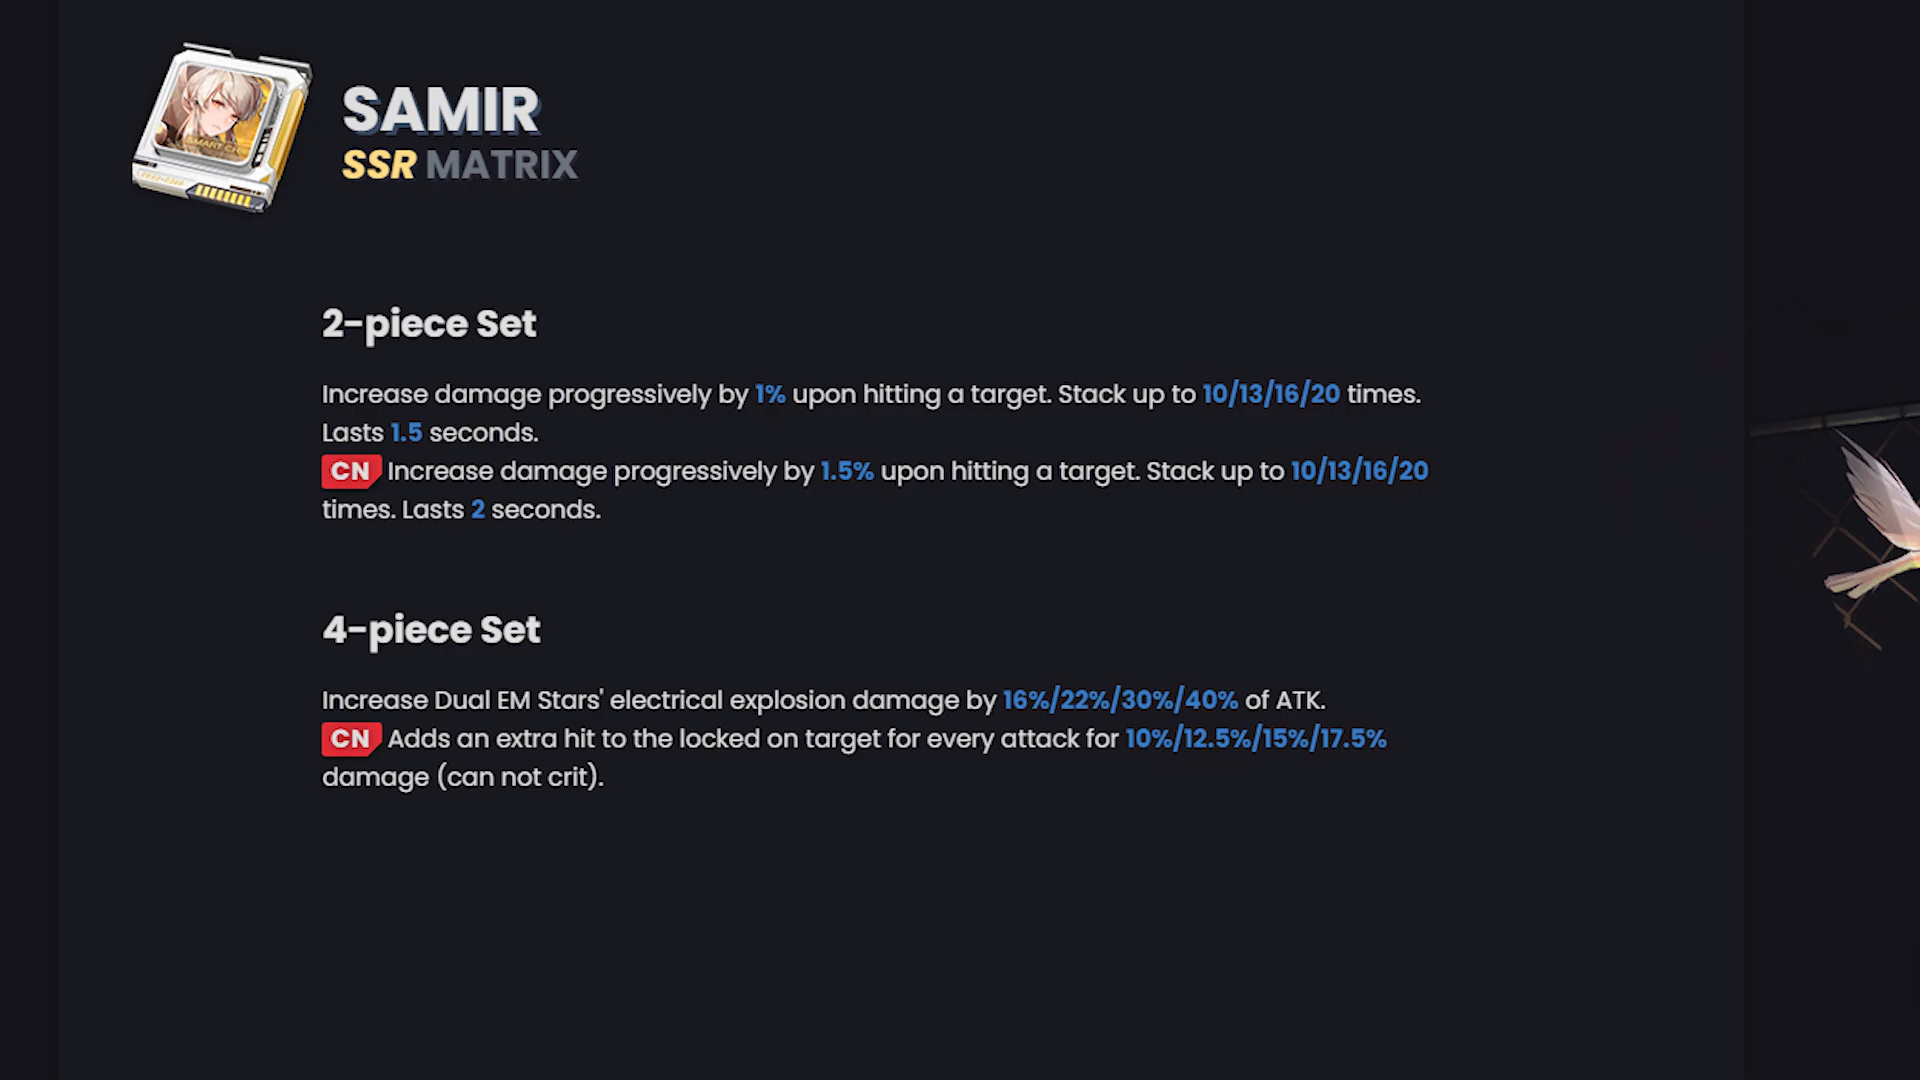 SAMIR
SSR MATRIX
2-piece Set
Increase damage progressively by 1% upon hitting a target. Stack up to 10/13/16/20 times.
Lasts 1.5 seconds.
CN Increase damage progressively by 1.5% upon hitting a target. Stack up to 10/13/16/20
times. Lasts 2 seconds.
4-piece Set
Increase Dual EM Stars' electrical explosion damage by 16%/22%/30%/40% of ATK.
CN Adds an extra hit to the locked on target for every attack for 10%/12.5%/15%/17.5%
damage (can not crit).